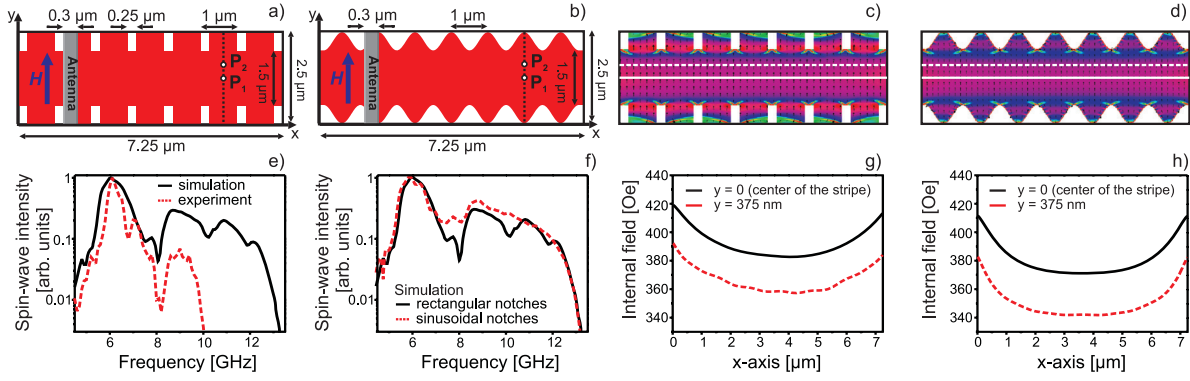 y
0.3 µm
0.25 µm
1 µm
a)
H
Antenna
P2
P1
1.5 µm
2.5 µm
x
7.25 µm
y
0.3 µm
1 µm
b)
H
Antenna
P2
P1
1.5 µm
2.5 µm
x
7.25 µm
c)
d)
e)
simulation
experiment
Spin-wave intensity
[arb. units]
1
0.1
0.01
6 8 10 12
Frequency [GHz]
f)
Spin-wave intensity
[arb. units]
1
0.1
0.01
Simulation
rectangular notches
sinusoidal notches
6 8 10 12
Frequency [GHz]
g)
y = 0 (center of the stripe)
y = 375 nm
Internal field [Oe]
440
420
400
380
360
340
0 1 2 3 4 5 6 7
x-axis [µm]
h)
y = 0 (center of the stripe)
y = 375 nm
Internal field [Oe]
440
420
400
380
360
340
0 1 2 3 4 5 6 7
x-axis [µm]